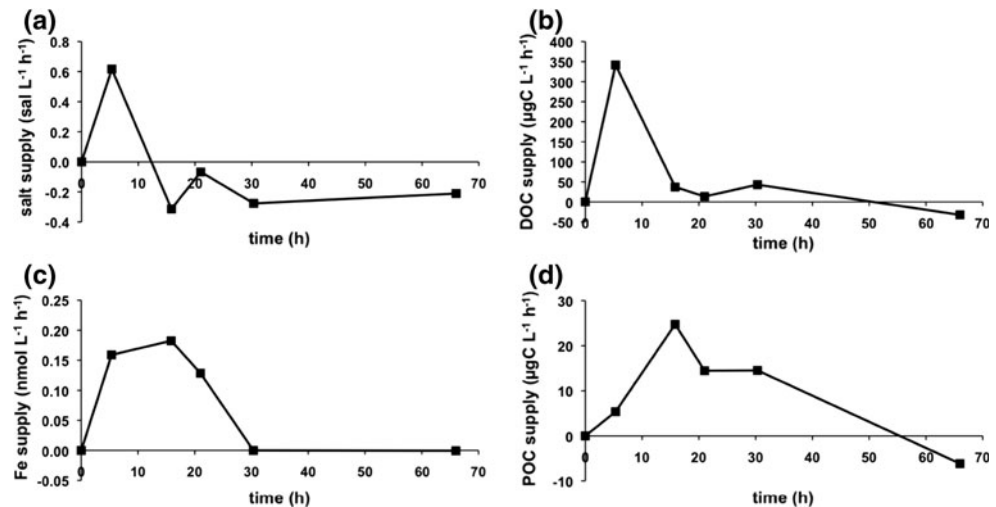 (a)
0.8
0.6
0.4
0.2
0.0
-0.2
-0.4
0 10 20 30 40 50 60 70
salt supply (sal L⁻¹ h⁻¹)
time (h)
(b)
400
350
300
250
200
150
100
50
0
-50
0 10 20 30 40 50 60 70
DOC supply (µgC L⁻¹ h⁻¹)
time (h)
(c)
0.25
0.20
0.15
0.10
0.05
0.00
-0.05
0 10 20 30 40 50 60 70
Fe supply (nmol L⁻¹ h⁻¹)
time (h)
(d)
30
20
10
0
-10
0 10 20 30 40 50 60 70
POC supply (µgC L⁻¹ h⁻¹)
time (h)